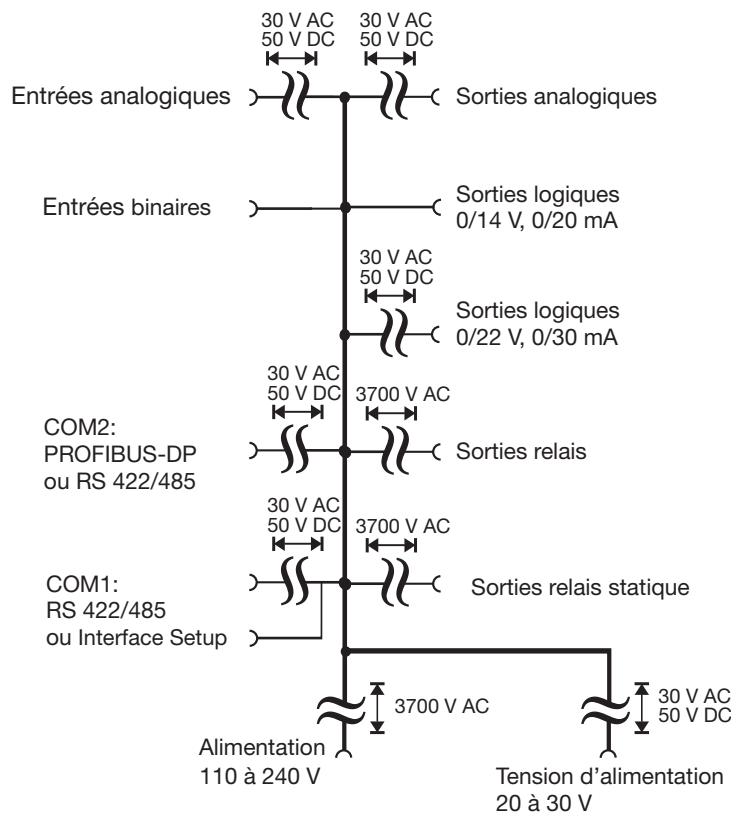 30 V AC
50 V DC
30 V AC
50 V DC
Entrées analogiques
Sorties analogiques
Entrées binaires
Sorties logiques
0/14 V, 0/20 mA
30 V AC
50 V DC
Sorties logiques
0/22 V, 0/30 mA
30 V AC
50 V DC
3700 V AC
COM2:
PROFIBUS-DP
ou RS 422/485
Sorties relais
30 V AC
50 V DC
3700 V AC
COM1:
RS 422/485
ou Interface Setup
Sorties relais statique
3700 V AC
30 V AC
50 V DC
Alimentation
110 à 240 V
Tension d’alimentation
20 à 30 V